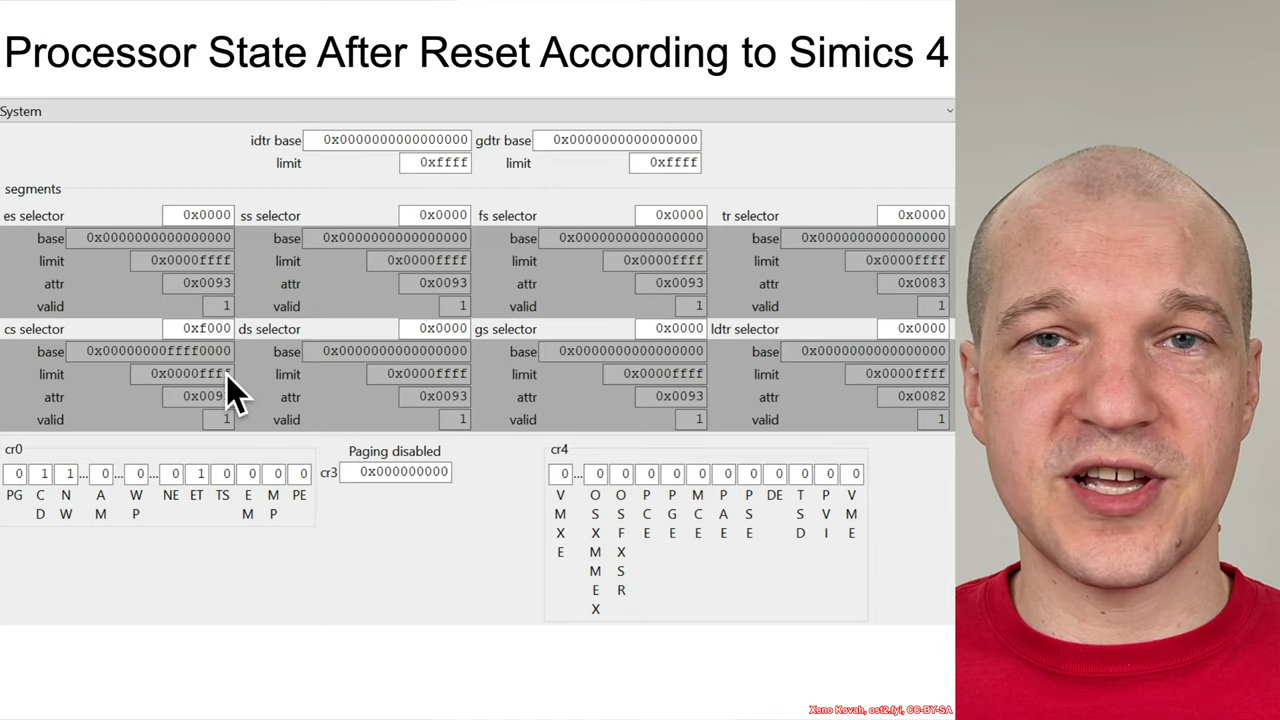 Processor State After Reset According to Simics 4
System
idtr base 0x0000000000000000 gdtr base 0x0000000000000000
limit 0xffff limit 0xffff
segments
es selector 0x0000 ss selector 0x0000 fs selector 0x0000 tr selector 0x0000
base 0x0000000000000000 base 0x0000000000000000 base 0x0000000000000000 base 0x0000000000000000
limit 0x0000ffff limit 0x0000ffff limit 0x0000ffff limit 0x0000ffff
attr 0x0093 attr 0x0093 attr 0x0093 attr 0x0083
valid 1 valid 1 valid 1 valid 1
cs selector 0xf000 ds selector 0x0000 gs selector 0x0000 ldtr selector 0x0000
base 0x00000000ffff0000 base 0x0000000000000000 base 0x0000000000000000 base 0x0000000000000000
limit 0x0000ffff limit 0x0000ffff limit 0x0000ffff limit 0x0000ffff
attr 0x009 attr 0x0093 attr 0x0093 attr 0x0082
valid 1 valid 1 valid 1 valid 1
cr0 Paging disabled cr4
0 1 1 ... 0 ... 0 ... 0 1 0 0 0 0 cr3 0x000000000 0 ... 0 0 0 0 0 0 0 0 0 0 0
PG CD NW AM WP NE ET TS EM MP PE VMXE OSXMMEX OSFXSR PCE PGE MCE PAE PSE DE TSD PVI VME
Xeno Kovah, ost2.fyi, CC-BY-SA